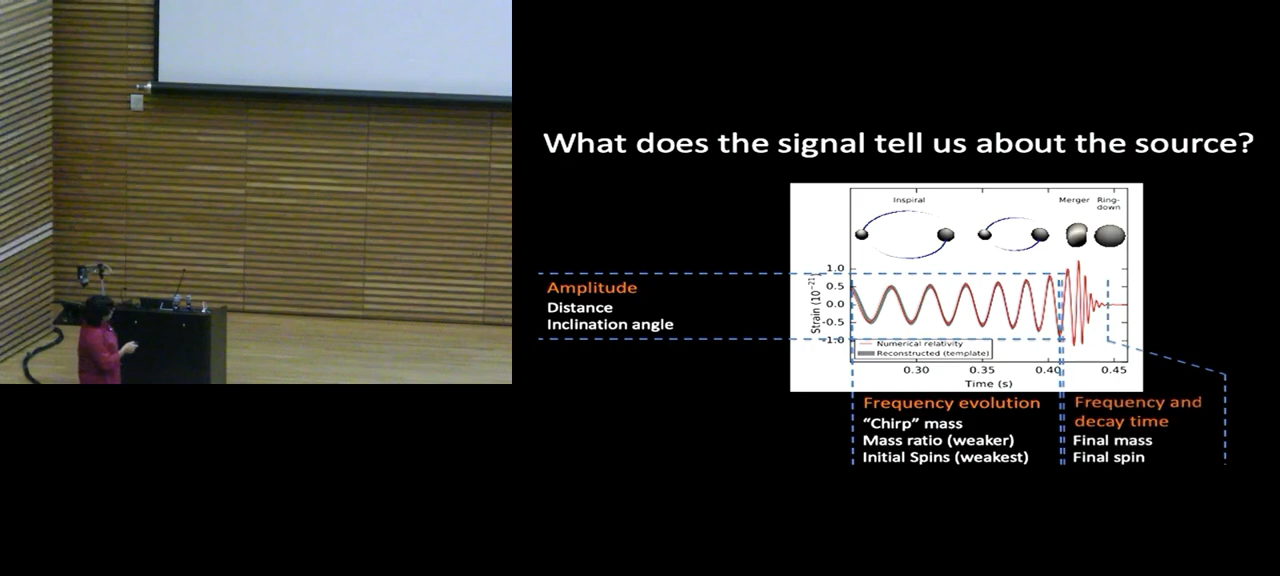 What does the signal tell us about the source?
Inspiral
Merger
Ring-
down
1.0
0.5
0.0
-0.5
-1.0
Strain (10⁻²¹)
Numerical relativity
Reconstructed (template)
0.30
0.35
0.40
0.45
Time (s)
Amplitude
Distance
Inclination angle
Frequency evolution
“Chirp” mass
Mass ratio (weaker)
Initial Spins (weakest)
Frequency and
decay time
Final mass
Final spin